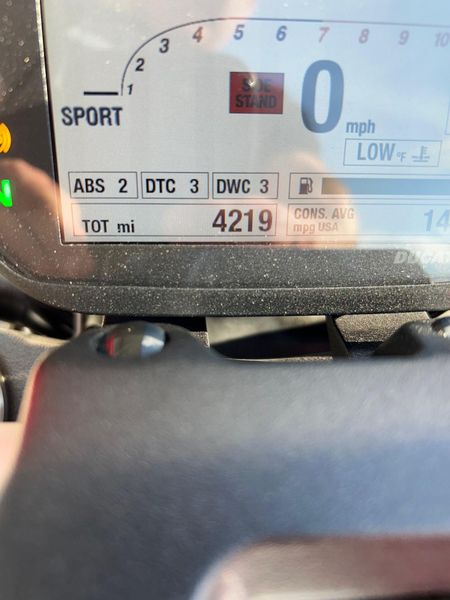 1 2 3 4 5 6 7 8 9 10
SPORT
SIDE
STAND
0 mph
LOW °F
ABS 2 DTC 3 DWC 3
TOT mi 4219
CONS. AVG
mpg USA
14
N